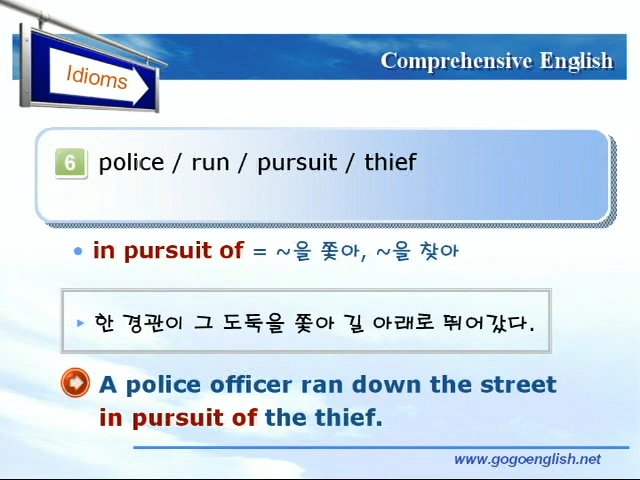 Idioms
Comprehensive English
6 police / run / pursuit / thief
• in pursuit of = ~을 쫓아, ~을 찾아
한 경관이 그 도둑을 쫓아 길 아래로 뛰어갔다.
A police officer ran down the street
in pursuit of the thief.
www.gogoenglish.net